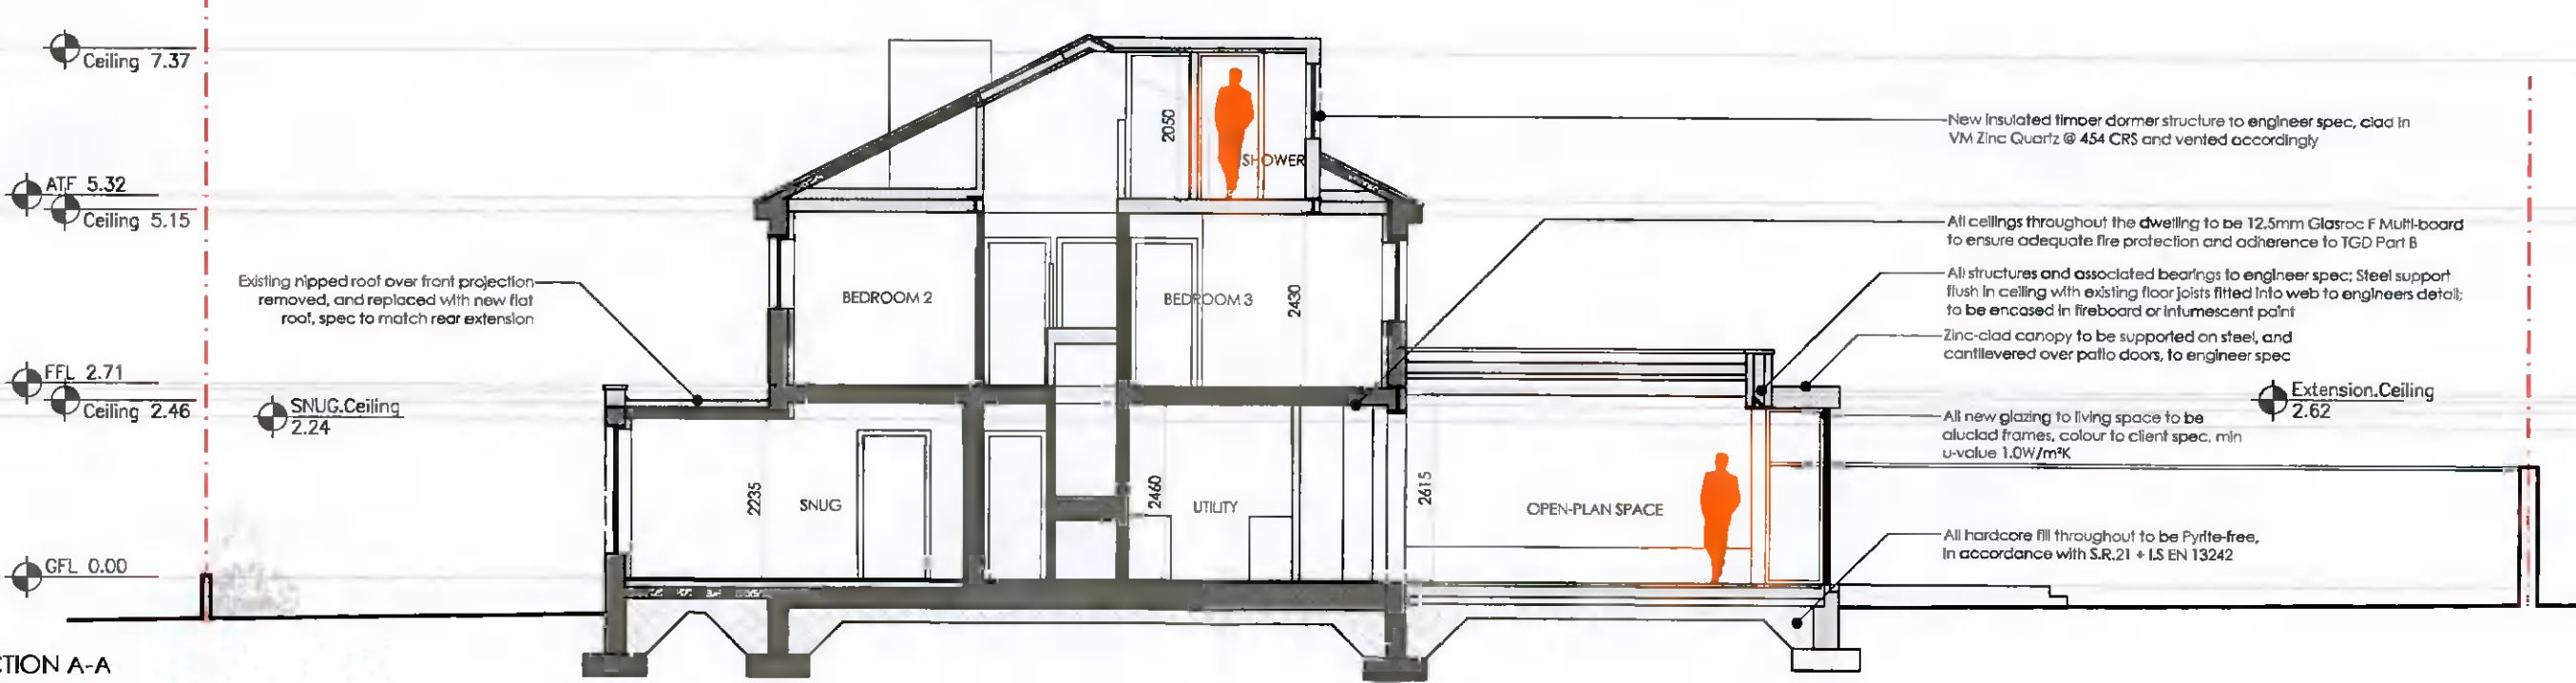 Ceiling 7.37
ATF 5.32
Ceiling 5.15
FFL 2.71
Ceiling 2.46
SNUG.Ceiling
2.24
GFL 0.00
Existing hipped roof over front projection
removed, and replaced with new flat
roof, spec to match rear extension
2050
SHOWER
BEDROOM 2
BEDROOM 3
2430
2235
SNUG
2460
UTILITY
2615
OPEN-PLAN SPACE
New insulated timber dormer structure to engineer spec, clad in
VM Zinc Quartz @ 454 CRS and vented accordingly
All ceilings throughout the dwelling to be 12.5mm Glasroc F Multi-board
to ensure adequate fire protection and adherence to TGD Part B
All structures and associated bearings to engineer spec; Steel support
flush in ceiling with existing floor joists fitted into web to engineers detail;
to be encased in fireboard or intumescent paint
Zinc-clad canopy to be supported on steel, and
cantilevered over patio doors, to engineer spec
Extension.Ceiling
2.62
All new glazing to living space to be
aluclad frames, colour to client spec, min
u-value 1.0W/m²K
All hardcore fill throughout to be Pyrite-free,
in accordance with S.R.21 + I.S EN 13242
CTION A-A